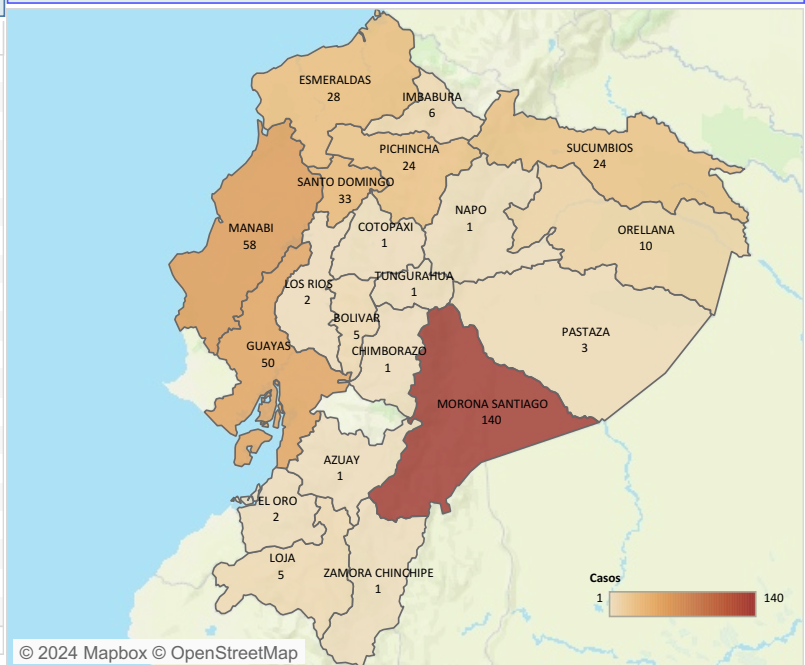 ESMERALDAS
28
IMBABURA
6
PICHINCHA
24
SUCUMBIOS
24
SANTO DOMINGO
33
NAPO
1
MANABI
58
COTOPAXI
1
ORELLANA
10
TUNGURAHUA
1
LOS RIOS
2
BOLIVAR
5
PASTAZA
3
GUAYAS
50
CHIMBORAZO
1
MORONA SANTIAGO
140
AZUAY
1
EL ORO
2
LOJA
5
ZAMORA CHINCHIPE
1
Casos
1
140
© 2024 Mapbox © OpenStreetMap